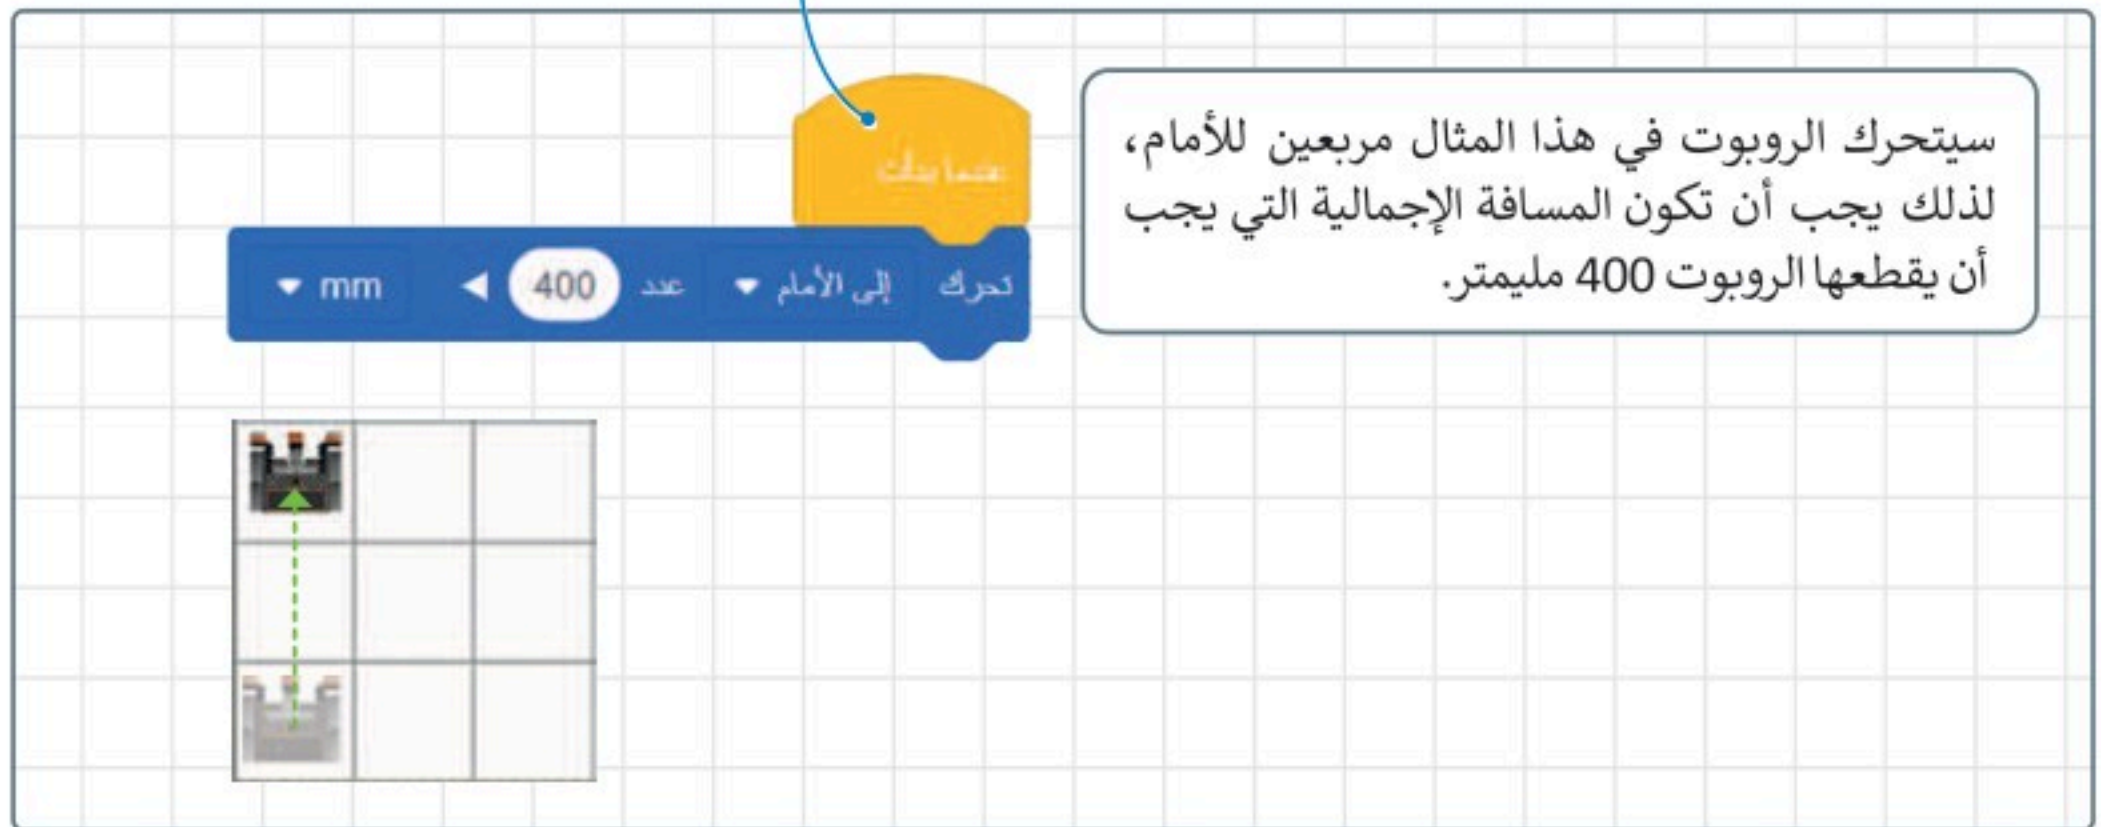 عندما بدأت
تحرك إلى الأمام عدد 400 mm
سيتحرك الروبوت في هذا المثال مربعين للأمام،
لذلك يجب أن تكون المسافة الإجمالية التي يجب
أن يقطعها الروبوت 400 مليمتر.